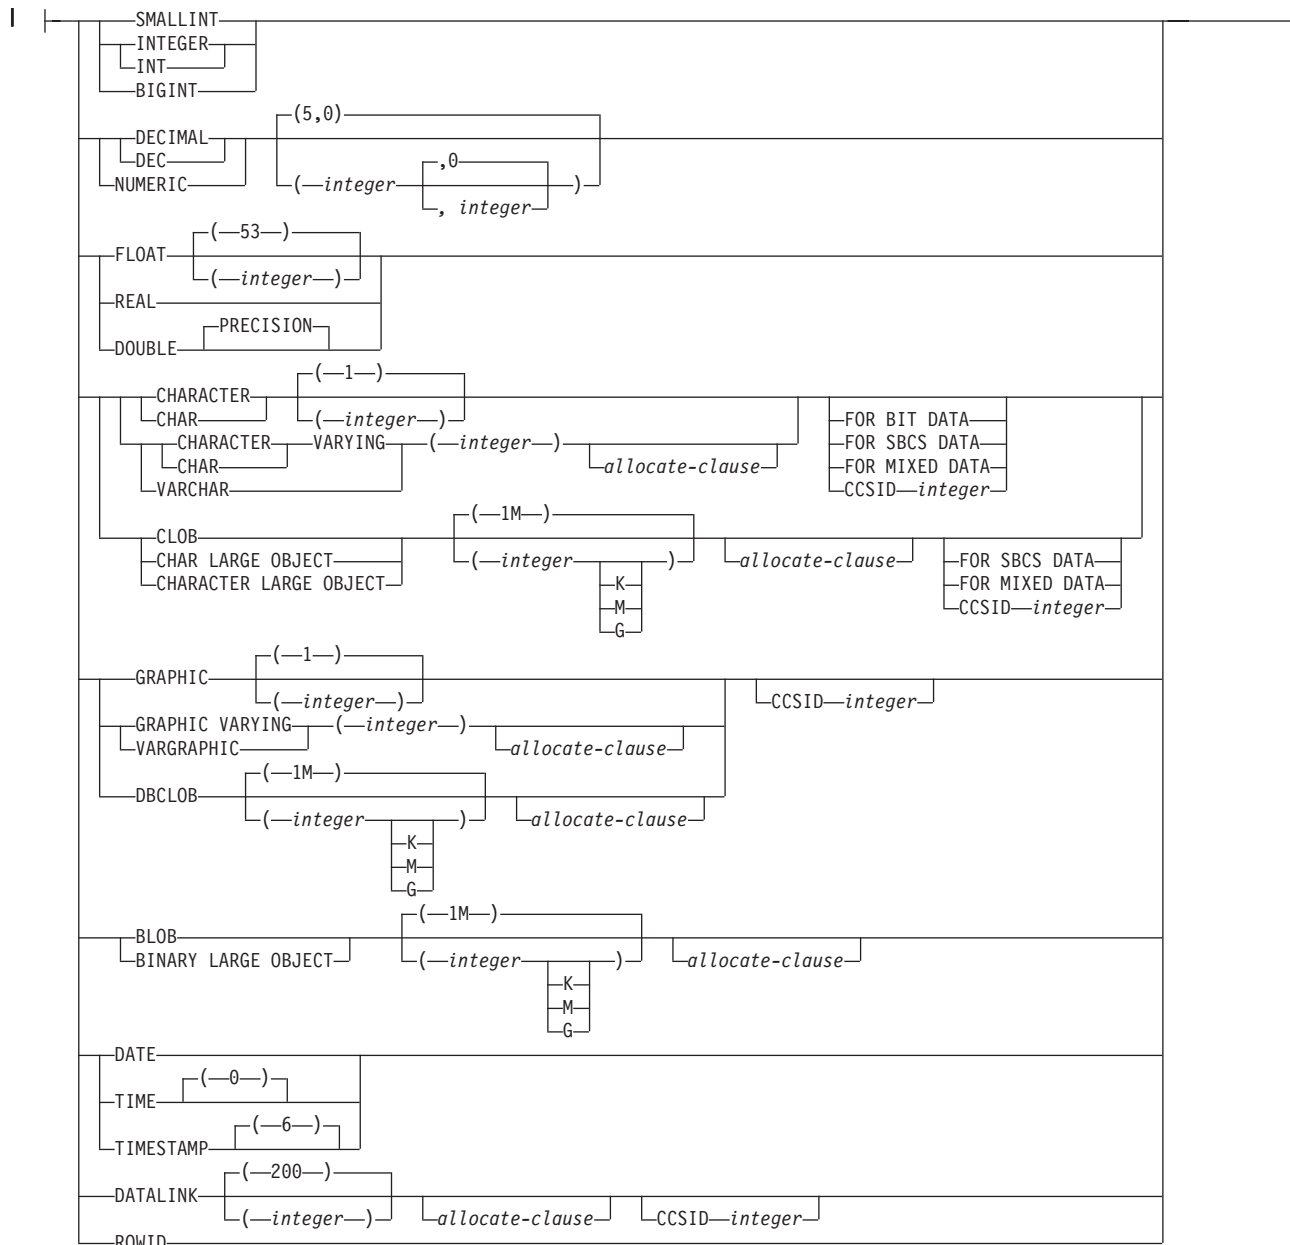 SMALLINT
INTEGER
INT
BIGINT
(5,0)
DECIMAL ,0
DEC
NUMERIC ( integer )
, integer
( 53 )
FLOAT
( integer )
REAL
PRECISION
DOUBLE
( 1 )
CHARACTER
CHAR ( integer ) FOR BIT DATA
CHARACTER VARYING ( integer ) FOR SBCS DATA
CHAR allocate-clause FOR MIXED DATA
VARCHAR CCSID integer
( 1M )
CLOB
CHAR LARGE OBJECT ( integer ) allocate-clause FOR SBCS DATA
CHARACTER LARGE OBJECT K FOR MIXED DATA
M CCSID integer
G
( 1 )
GRAPHIC
( integer ) CCSID integer
GRAPHIC VARYING ( integer )
VARGRAPHIC allocate-clause
( 1M )
DBCLOB
( integer ) allocate-clause
K
M
G
( 1M )
BLOB
BINARY LARGE OBJECT ( integer ) allocate-clause
K
M
G
DATE
( 0 )
TIME
( 6 )
TIMESTAMP
( 200 )
DATALINK
( integer ) allocate-clause CCSID integer
ROWID